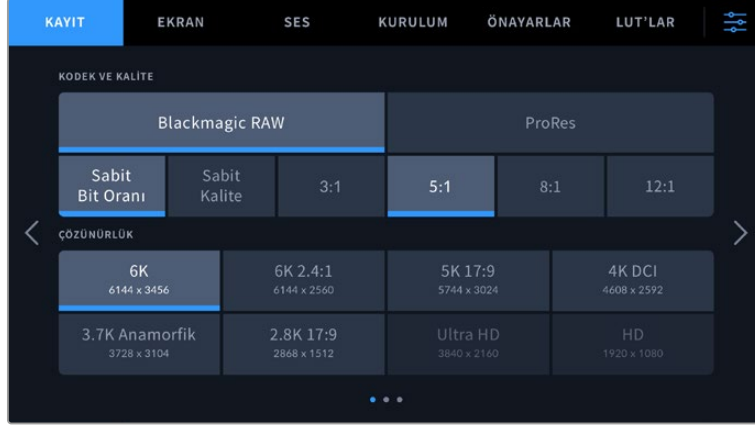 KAYIT EKRAN SES KURULUM ÖNAYARLAR LUT'LAR
KODEK VE KALİTE
Blackmagic RAW ProRes
Sabit Bit Oranı Sabit Kalite 3:1 5:1 8:1 12:1
ÇÖZÜNÜRLÜK
6K 6K 2.4:1 5K 17:9 4K DCI
6144 x 3456 6144 x 2560 5744 x 3024 4608 x 2592
3.7K Anamorfik 2.8K 17:9 Ultra HD HD
3728 x 3104 2868 x 1512 3840 x 2160 1920 x 1080